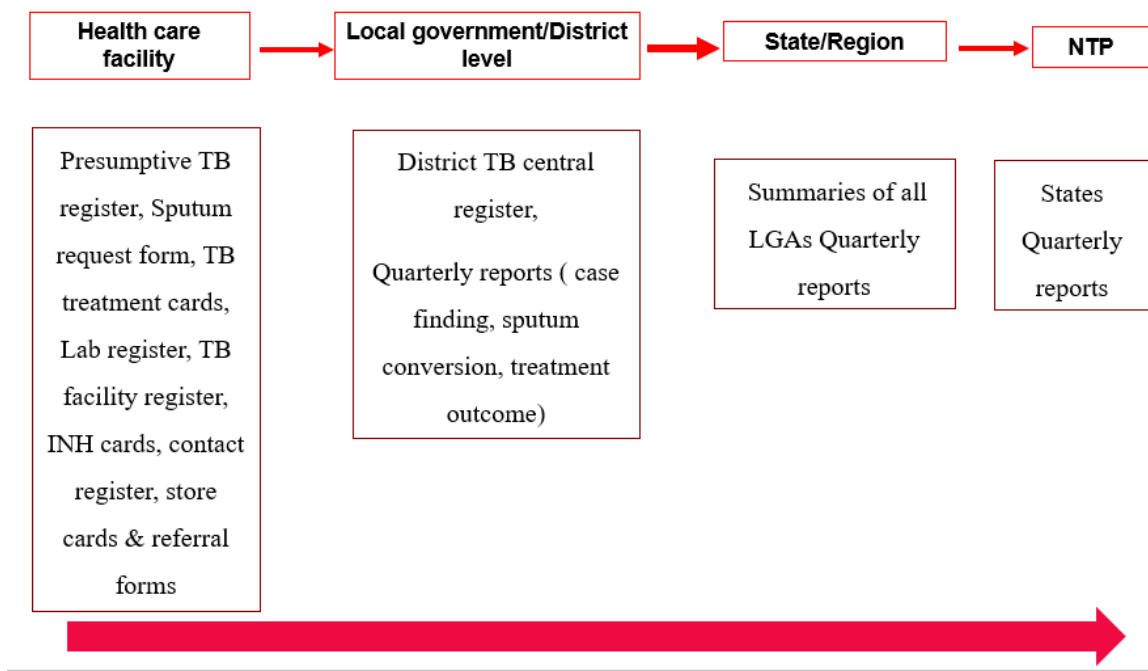 Health care
facility
Local government/District
level
State/Region
NTP
Presumptive TB
register, Sputum
request form, TB
treatment cards,
Lab register, TB
facility register,
INH cards, contact
register, store
cards & referral
forms
District TB central
register,
Quarterly reports ( case
finding, sputum
conversion, treatment
outcome)
Summaries of all
LGAs Quarterly
reports
States
Quarterly
reports